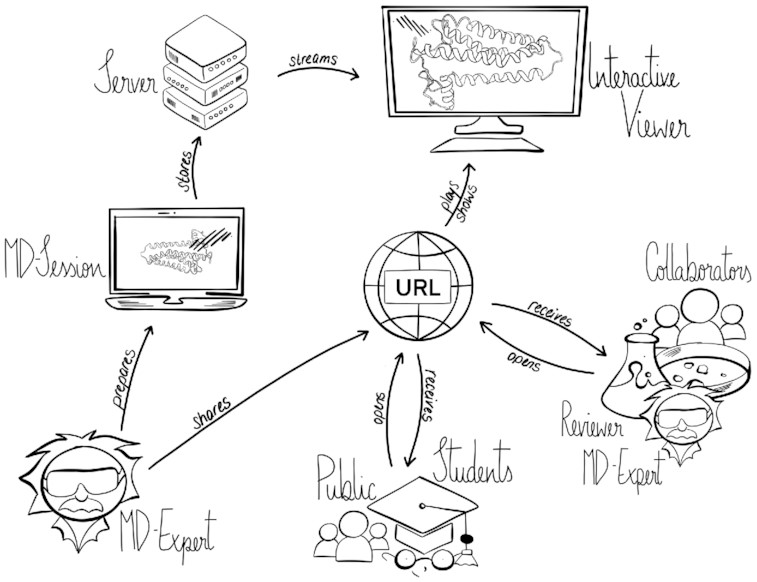 Server
streams
Interactive
Viewer
stores
plays
shows
MD-Session
URL
Collaborators
receives
opens
prepares
shares
opens
receives
Reviewer
MD-Expert
Students
Public
MD-Expert